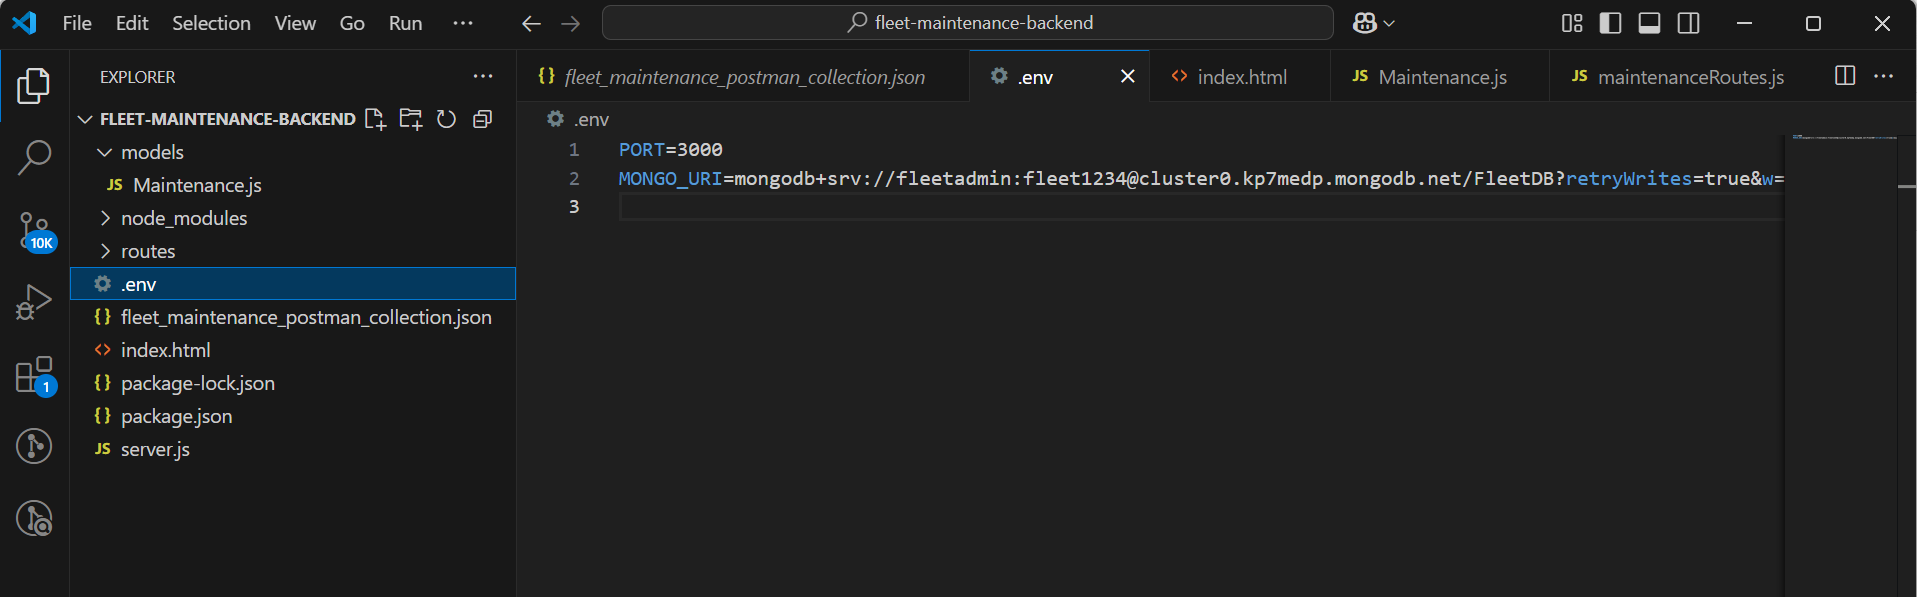 File Edit Selection View Go Run ··· fleet-maintenance-backend
EXPLORER ···
FLEET-MAINTENANCE-BACKEND
models
JS Maintenance.js
node_modules
routes
.env
{} fleet_maintenance_postman_collection.json
<> index.html
{} package-lock.json
{} package.json
JS server.js
10K
1
{} fleet_maintenance_postman_collection.json .env <> index.html JS Maintenance.js JS maintenanceRoutes.js ···
.env
1 PORT=3000
2 MONGO_URI=mongodb+srv://fleetadmin:fleet1234@cluster0.kp7medp.mongodb.net/FleetDB?retryWrites=true&w=
3